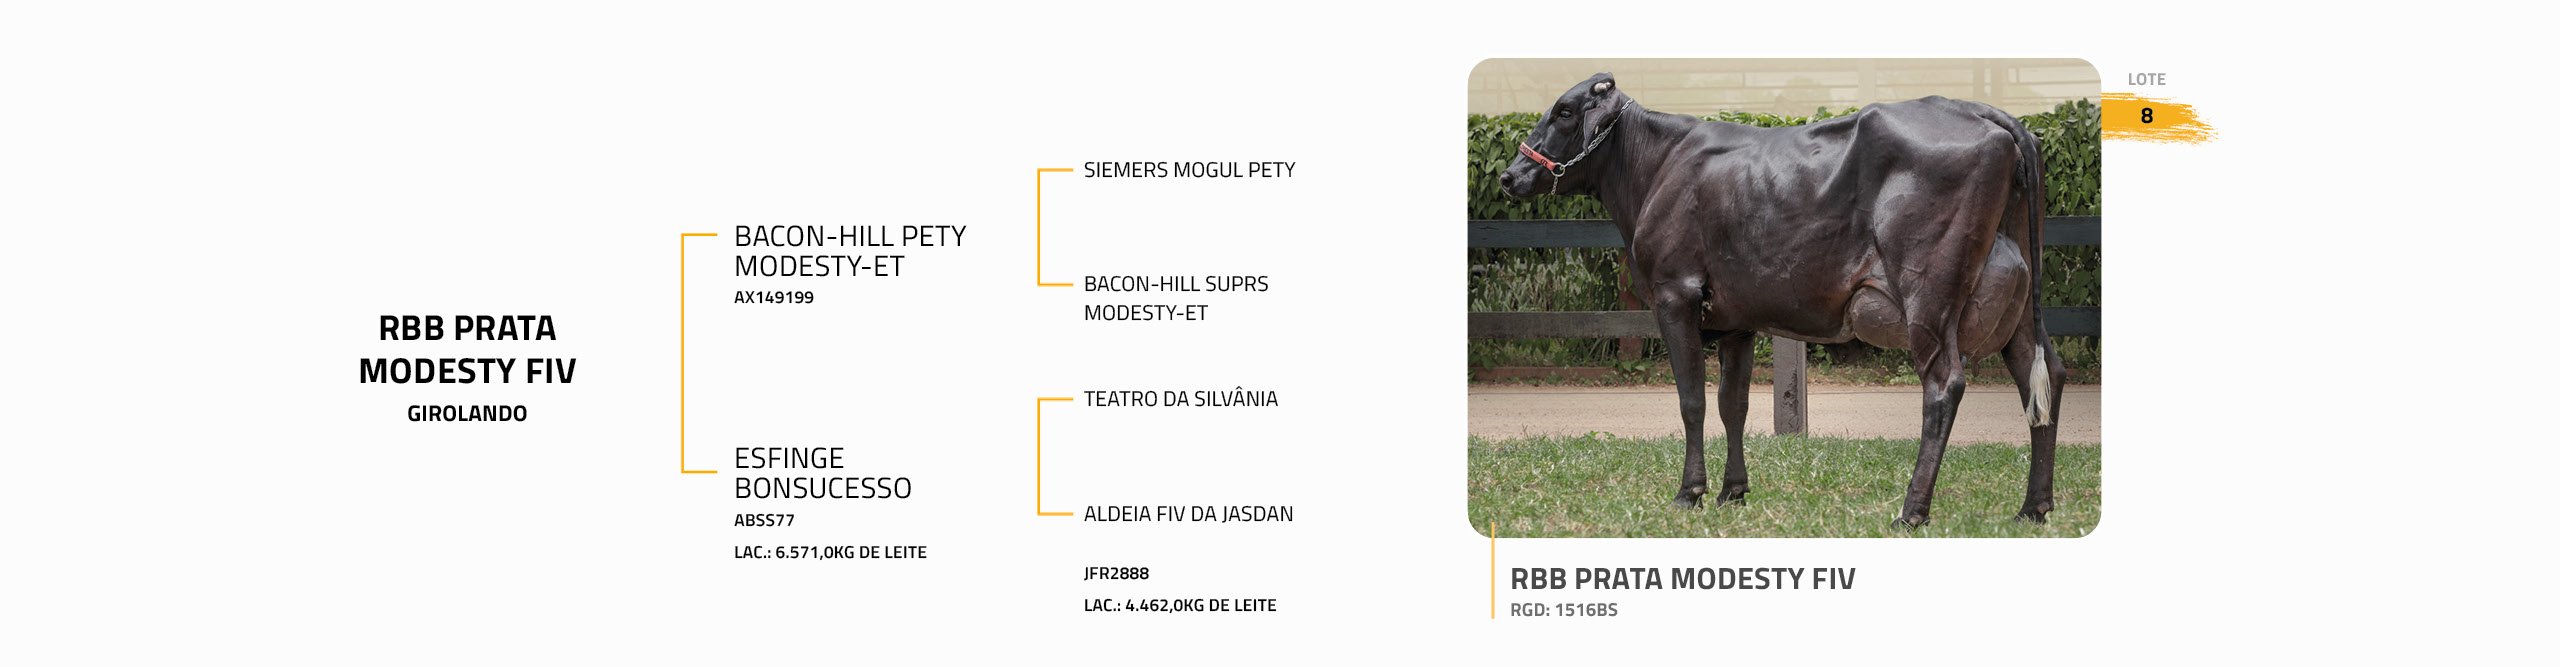 RBB PRATA
MODESTY FIV
GIROLANDO
BACON-HILL PETY
MODESTY-ET
AX149199
ESFINGE
BONSUCESSO
ABSS77
LAC.: 6.571,0KG DE LEITE
SIEMERS MOGUL PETY
BACON-HILL SUPRS
MODESTY-ET
TEATRO DA SILVÂNIA
ALDEIA FIV DA JASDAN
JFR2888
LAC.: 4.462,0KG DE LEITE
LOTE
8
RBB PRATA MODESTY FIV
RGD: 1516BS